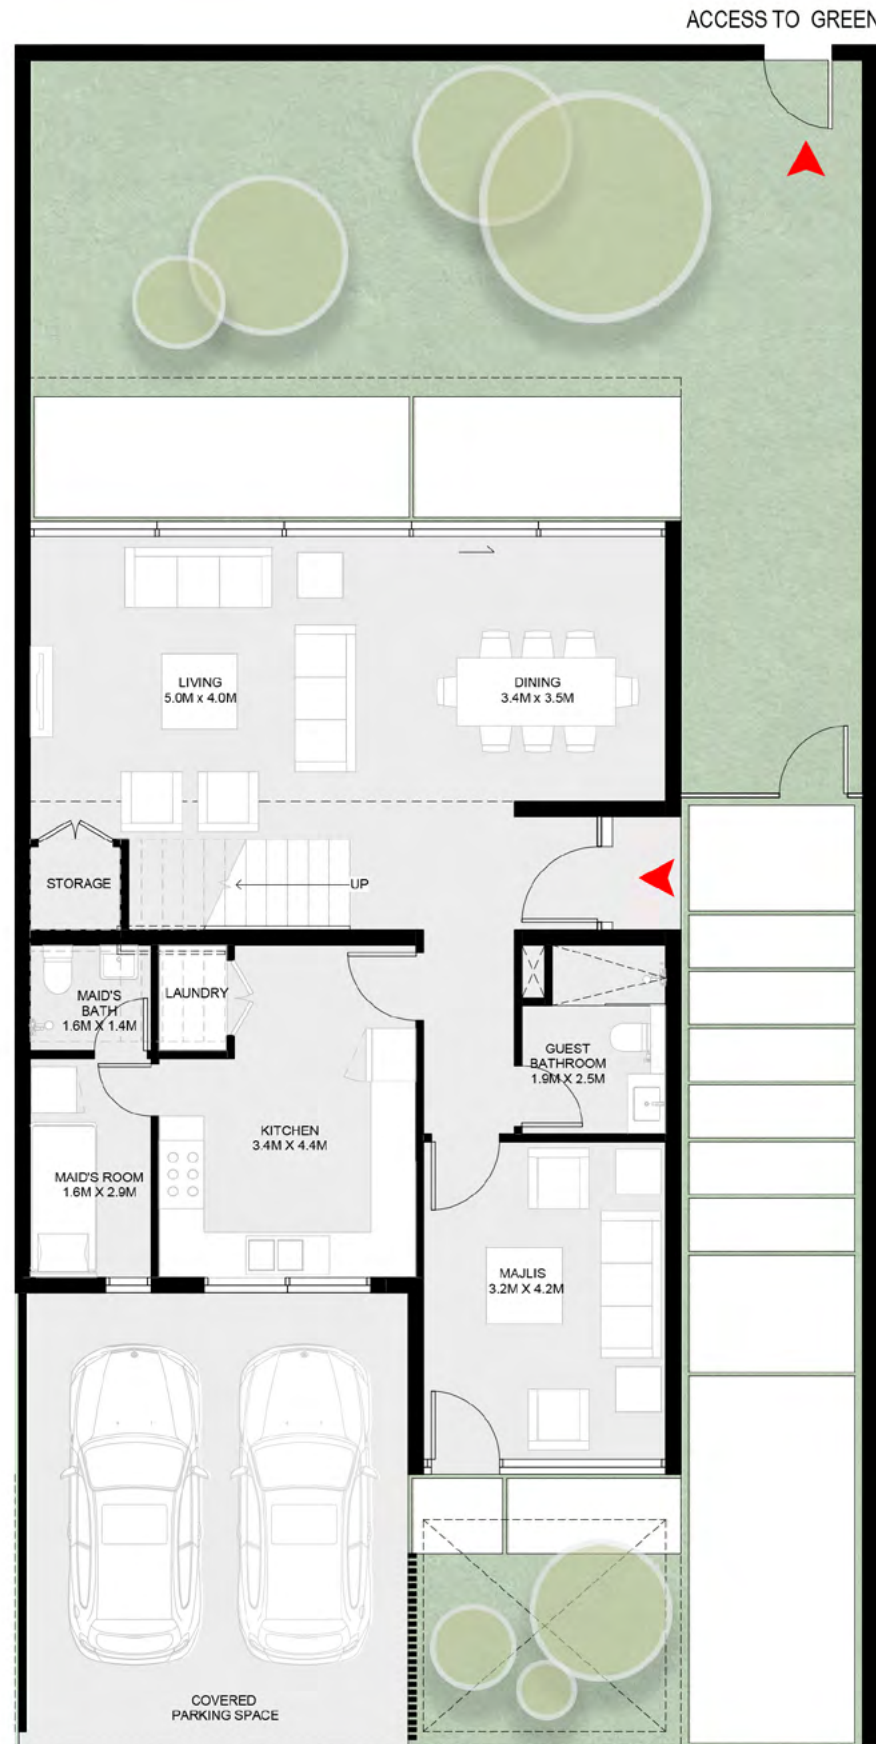 ACCESS TO GREEN
LIVING
5.0M x 4.0M
DINING
3.4M x 3.5M
STORAGE
UP
MAID'S
BATH
1.6M X 1.4M
LAUNDRY
GUEST
BATHROOM
1.9M X 2.5M
KITCHEN
3.4M X 4.4M
MAID'S ROOM
1.6M X 2.9M
MAJLIS
3.2M X 4.2M
COVERED
PARKING SPACE